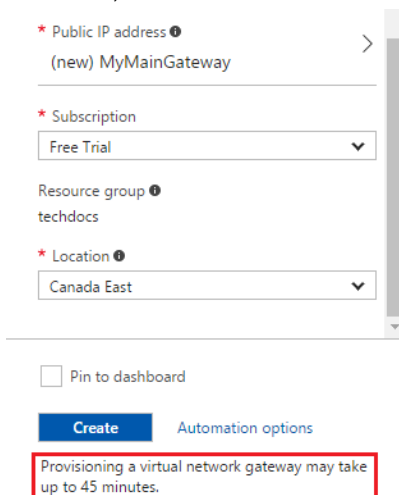 * Public IP address
(new) MyMainGateway
* Subscription
Free Trial
Resource group
techdocs
* Location
Canada East
Pin to dashboard
Create Automation options
Provisioning a virtual network gateway may take
up to 45 minutes.